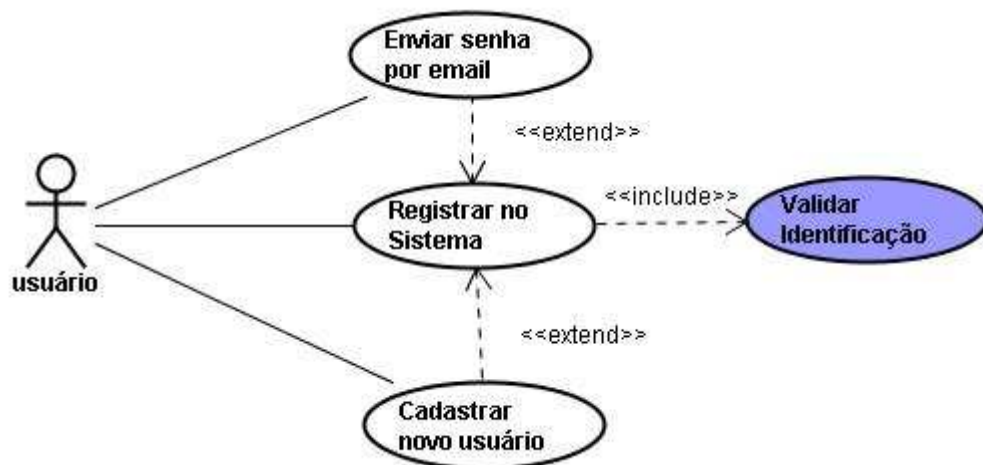 Enviar senha
por email
<<extend>>
Registrar no
Sistema
<<include>>
Validar
Identificação
usuário
<<extend>>
Cadastrar
novo usuário